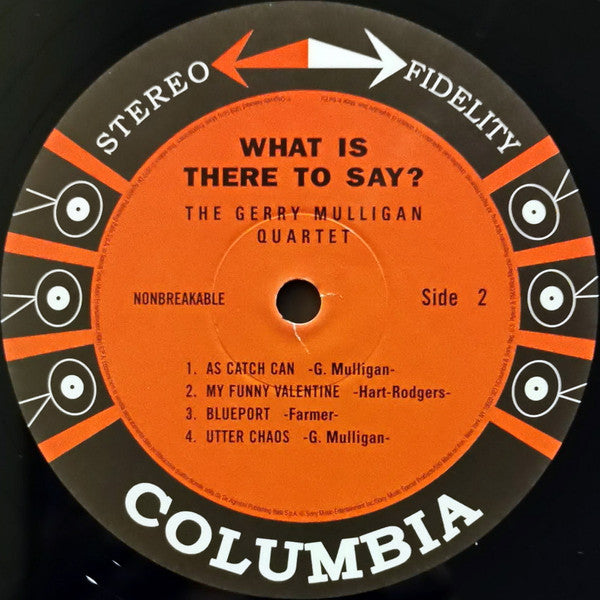 STEREO FIDELITY
WHAT IS
THERE TO SAY?
THE GERRY MULLIGAN
QUARTET
NONBREAKABLE
Side 2
1. AS CATCH CAN -G. Mulligan-
2. MY FUNNY VALENTINE -Hart-Rodgers-
3. BLUEPORT -Farmer-
4. UTTER CHAOS -G. Mulligan-
COLUMBIA